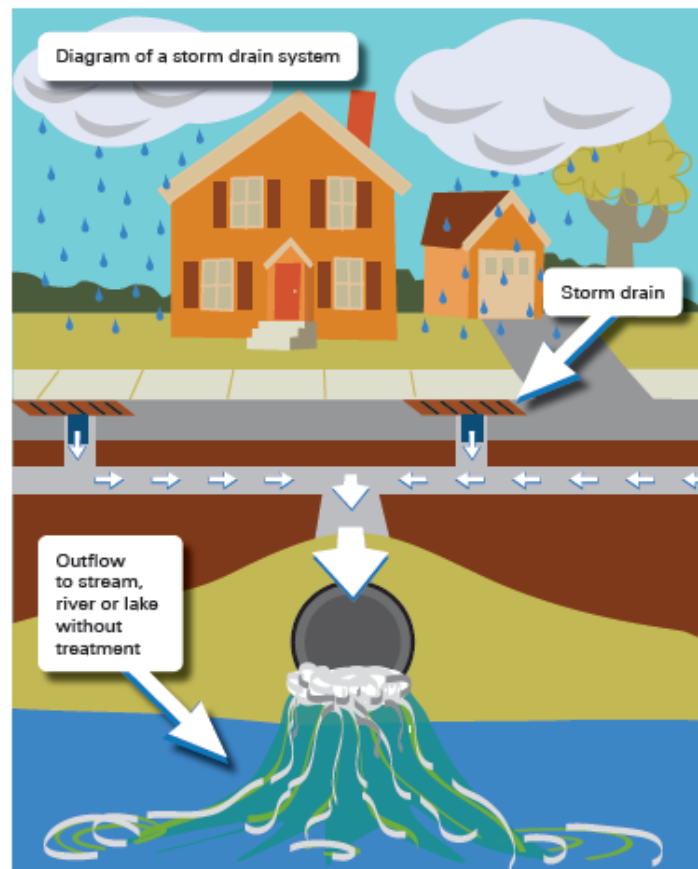 Diagram of a storm drain system
Storm drain
Outflow
to stream,
river or lake
without
treatment